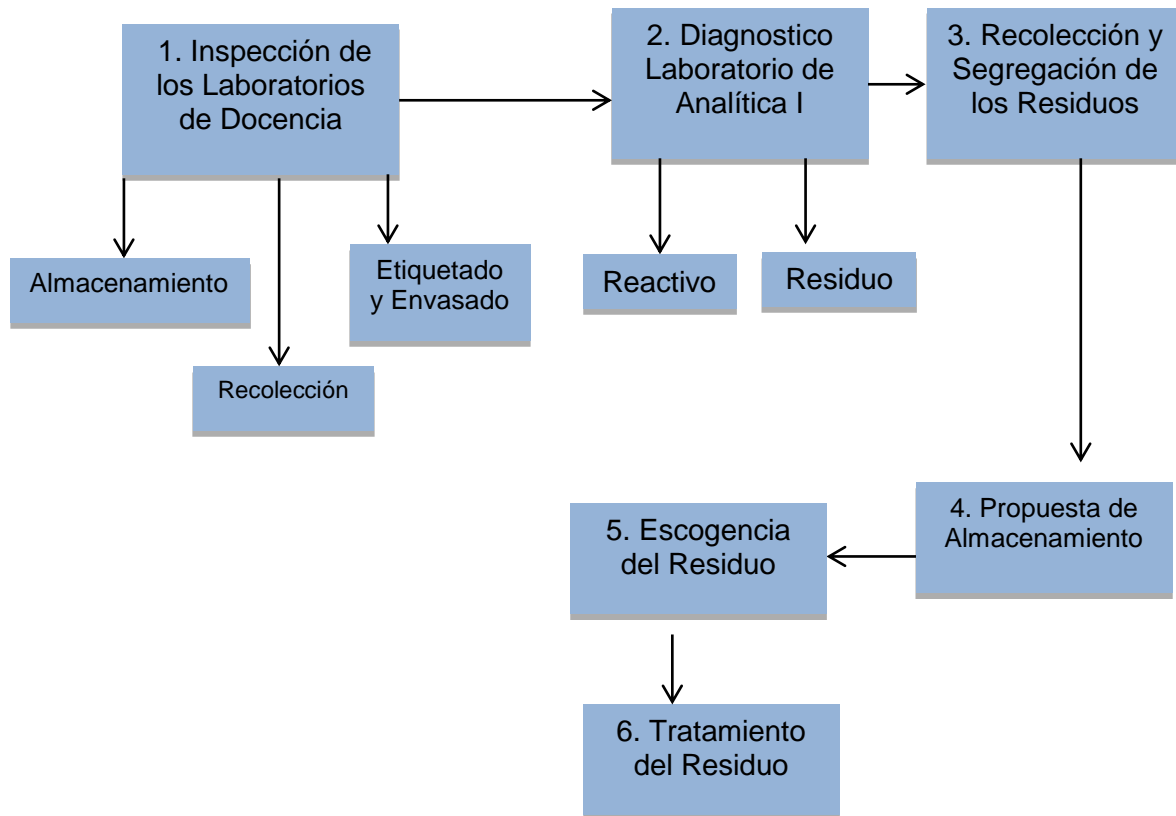 1. Inspección de
los Laboratorios
de Docencia
2. Diagnostico
Laboratorio de
Analítica I
3. Recolección y
Segregación de
los Residuos
Almacenamiento
Etiquetado
y Envasado
Recolección
Reactivo
Residuo
4. Propuesta de
Almacenamiento
5. Escogencia
del Residuo
6. Tratamiento
del Residuo